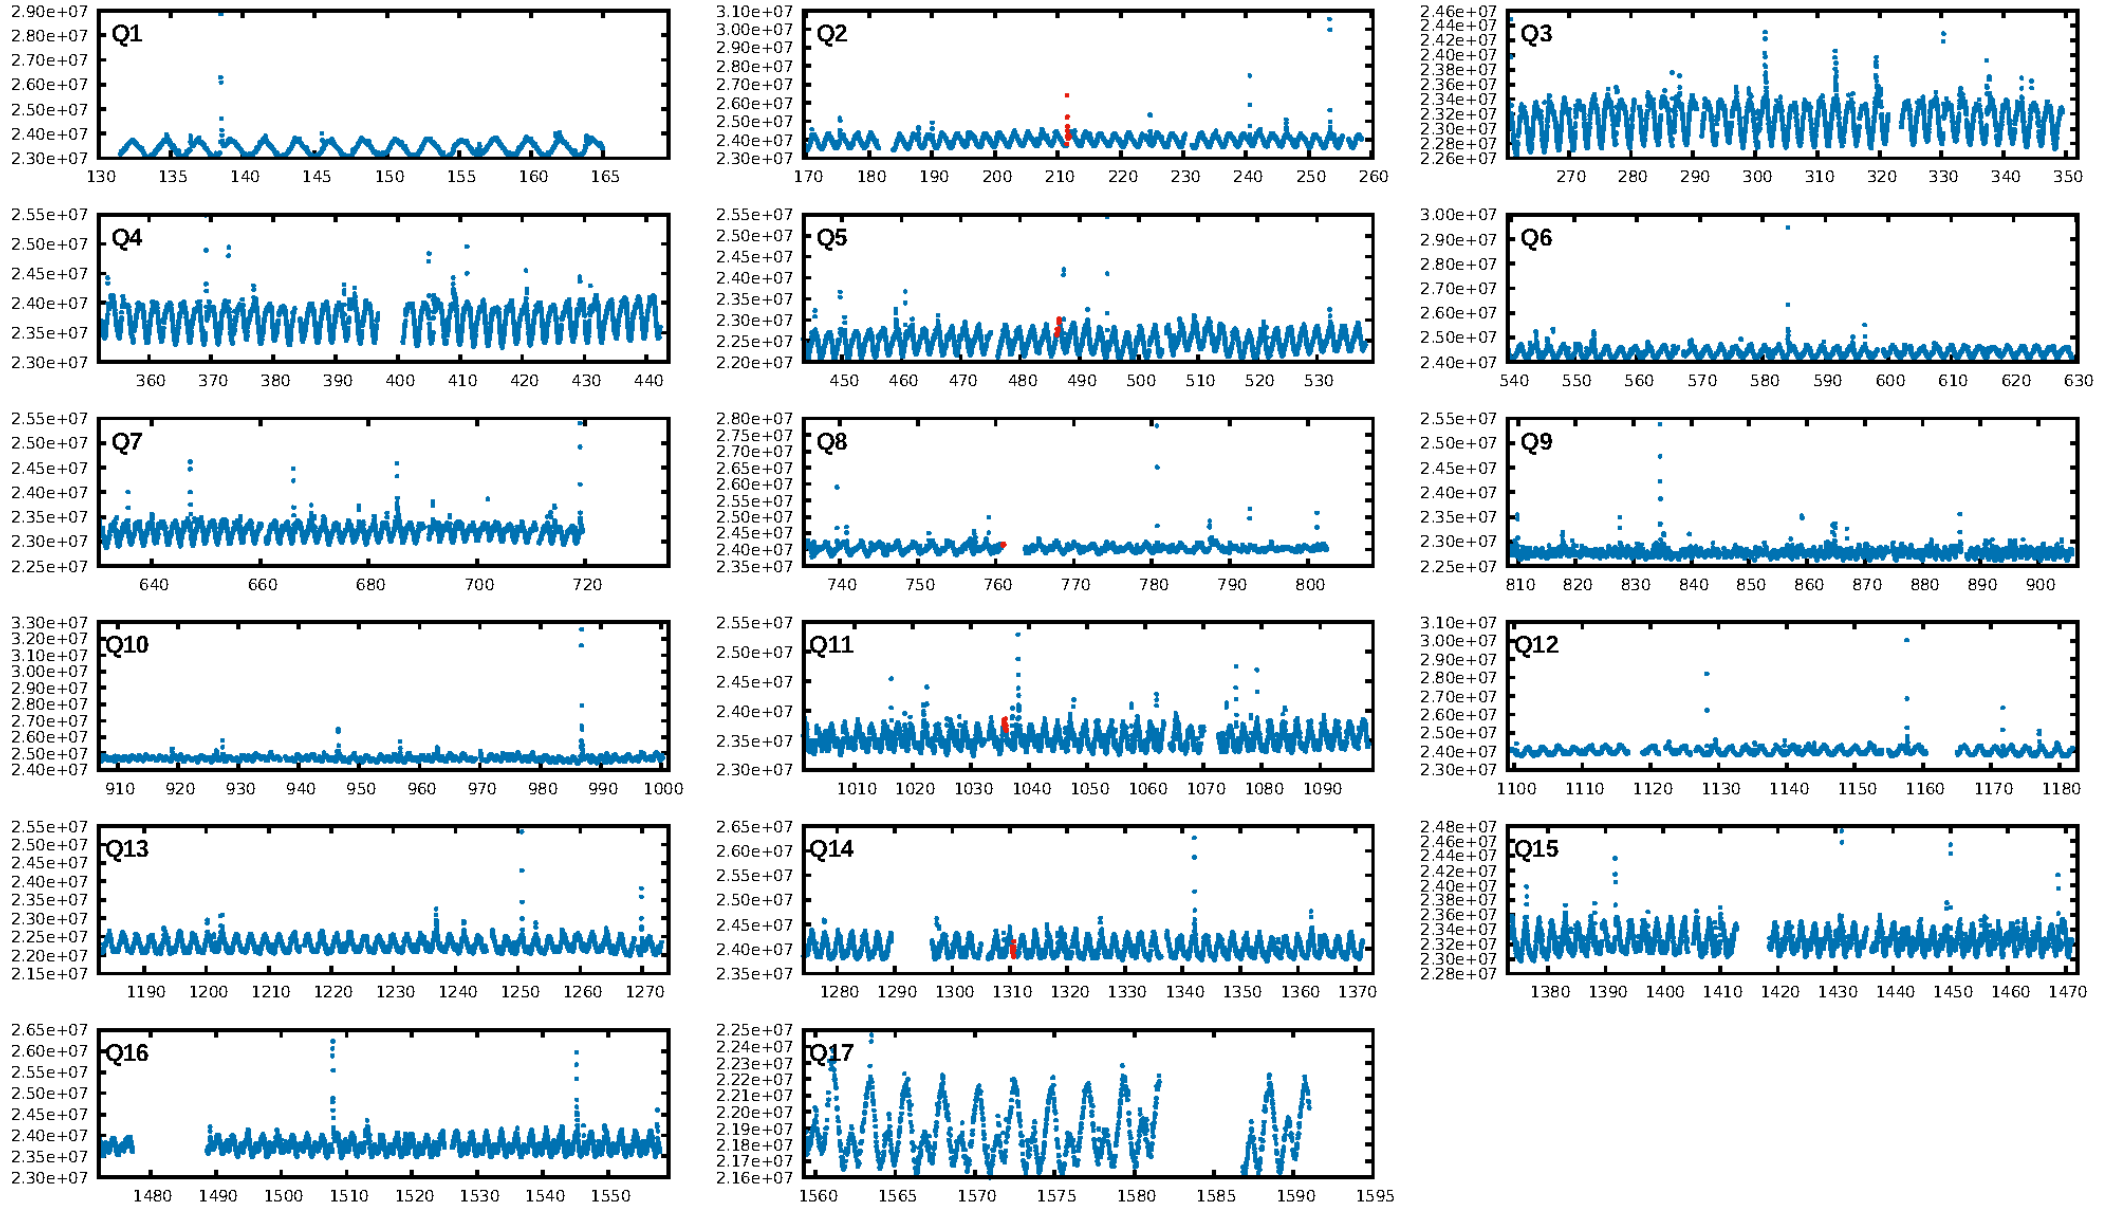 Q1
2.90e+07
2.80e+07
2.70e+07
2.60e+07
2.50e+07
2.40e+07
2.30e+07
130 135 140 145 150 155 160 165
Q2
3.10e+07
3.00e+07
2.90e+07
2.80e+07
2.70e+07
2.60e+07
2.50e+07
2.40e+07
2.30e+07
170 180 190 200 210 220 230 240 250 260
Q3
2.46e+07
2.44e+07
2.42e+07
2.40e+07
2.38e+07
2.36e+07
2.34e+07
2.32e+07
2.30e+07
2.28e+07
2.26e+07
270 280 290 300 310 320 330 340 350
Q4
2.55e+07
2.50e+07
2.45e+07
2.40e+07
2.35e+07
2.30e+07
360 370 380 390 400 410 420 430 440
Q5
2.55e+07
2.50e+07
2.45e+07
2.40e+07
2.35e+07
2.30e+07
2.25e+07
2.20e+07
450 460 470 480 490 500 510 520 530
Q6
3.00e+07
2.90e+07
2.80e+07
2.70e+07
2.60e+07
2.50e+07
2.40e+07
540 550 560 570 580 590 600 610 620 630
Q7
2.55e+07
2.50e+07
2.45e+07
2.40e+07
2.35e+07
2.30e+07
2.25e+07
640 660 680 700 720
Q8
2.80e+07
2.75e+07
2.70e+07
2.65e+07
2.60e+07
2.55e+07
2.50e+07
2.45e+07
2.40e+07
2.35e+07
740 750 760 770 780 790 800
Q9
2.55e+07
2.50e+07
2.45e+07
2.40e+07
2.35e+07
2.30e+07
2.25e+07
810 820 830 840 850 860 870 880 890 900
Q10
3.30e+07
3.20e+07
3.10e+07
3.00e+07
2.90e+07
2.80e+07
2.70e+07
2.60e+07
2.50e+07
2.40e+07
910 920 930 940 950 960 970 980 990 1000
Q11
2.55e+07
2.50e+07
2.45e+07
2.40e+07
2.35e+07
2.30e+07
1010 1020 1030 1040 1050 1060 1070 1080 1090
Q12
3.10e+07
3.00e+07
2.90e+07
2.80e+07
2.70e+07
2.60e+07
2.50e+07
2.40e+07
2.30e+07
1100 1110 1120 1130 1140 1150 1160 1170 1180
Q13
2.55e+07
2.50e+07
2.45e+07
2.40e+07
2.35e+07
2.30e+07
2.25e+07
2.20e+07
2.15e+07
1190 1200 1210 1220 1230 1240 1250 1260 1270
Q14
2.65e+07
2.60e+07
2.55e+07
2.50e+07
2.45e+07
2.40e+07
2.35e+07
1280 1290 1300 1310 1320 1330 1340 1350 1360 1370
Q15
2.48e+07
2.46e+07
2.44e+07
2.42e+07
2.40e+07
2.38e+07
2.36e+07
2.34e+07
2.32e+07
2.30e+07
2.28e+07
1380 1390 1400 1410 1420 1430 1440 1450 1460 1470
Q16
2.65e+07
2.60e+07
2.55e+07
2.50e+07
2.45e+07
2.40e+07
2.35e+07
2.30e+07
1480 1490 1500 1510 1520 1530 1540 1550
Q17
2.25e+07
2.24e+07
2.23e+07
2.22e+07
2.21e+07
2.20e+07
2.19e+07
2.18e+07
2.17e+07
2.16e+07
1560 1565 1570 1575 1580 1585 1590 1595